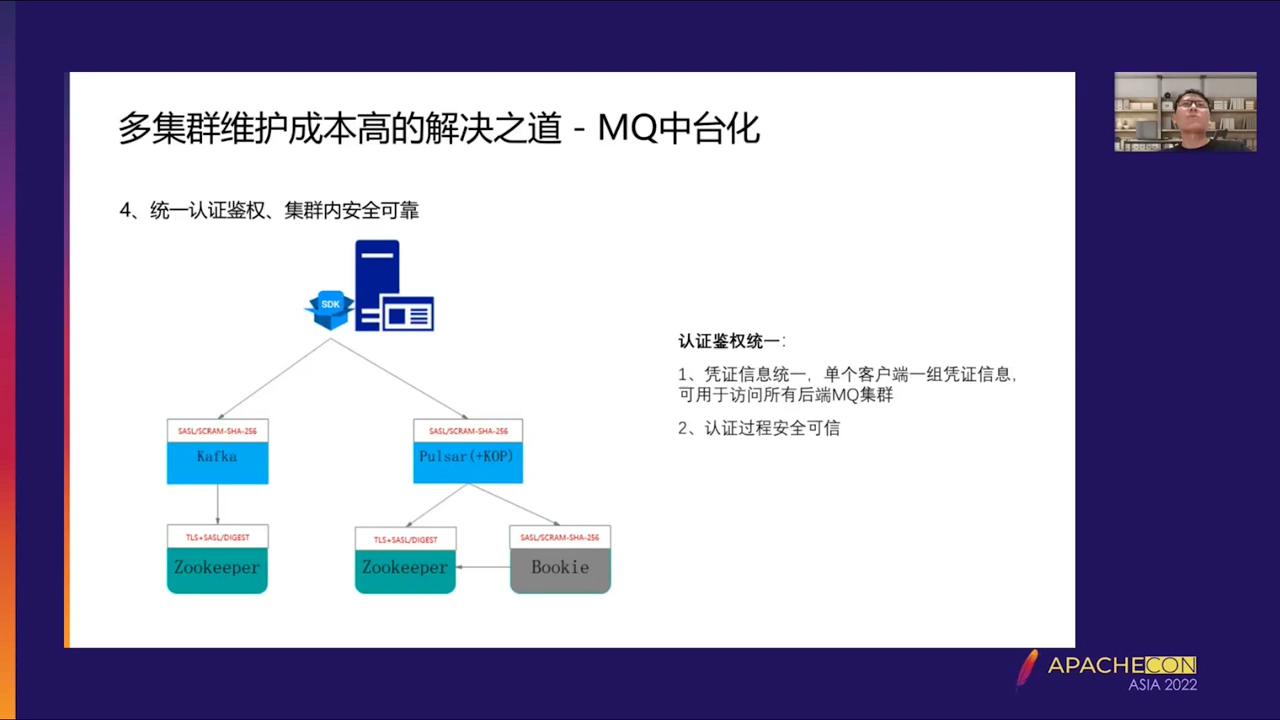 多集群维护成本高的解决之道 - MQ中台化
4、统一认证鉴权、集群内安全可靠
SDK
认证鉴权统一：
1、凭证信息统一，单个客户端一组凭证信息，
可用于访问所有后端MQ集群
2、认证过程安全可信
SASL/SCRAM-SHA-256
Kafka
SASL/SCRAM-SHA-256
Pulsar(+KOP)
TLS+SASL/DIGEST
Zookeeper
TLS+SASL/DIGEST
Zookeeper
SASL/SCRAM-SHA-256
Bookie
APACHECON
ASIA 2022